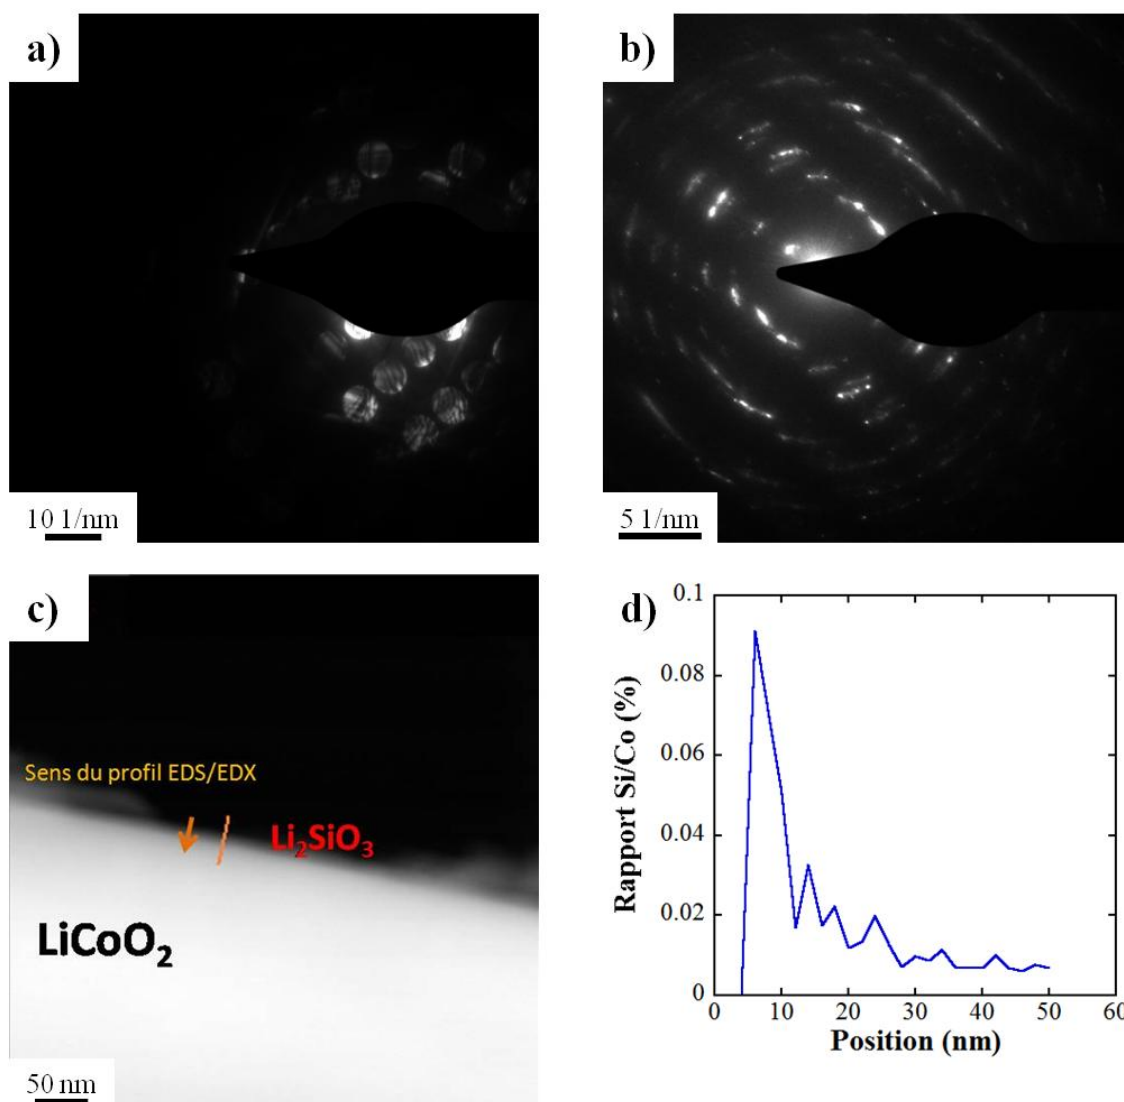 a)
10 1/nm
b)
5 1/nm
c)
Sens du profil EDS/EDX
Li₂SiO₃
LiCoO₂
50 nm
d)
Rapport Si/Co (%)
0.1
0.08
0.06
0.04
0.02
0
0 10 20 30 40 50 60
Position (nm)